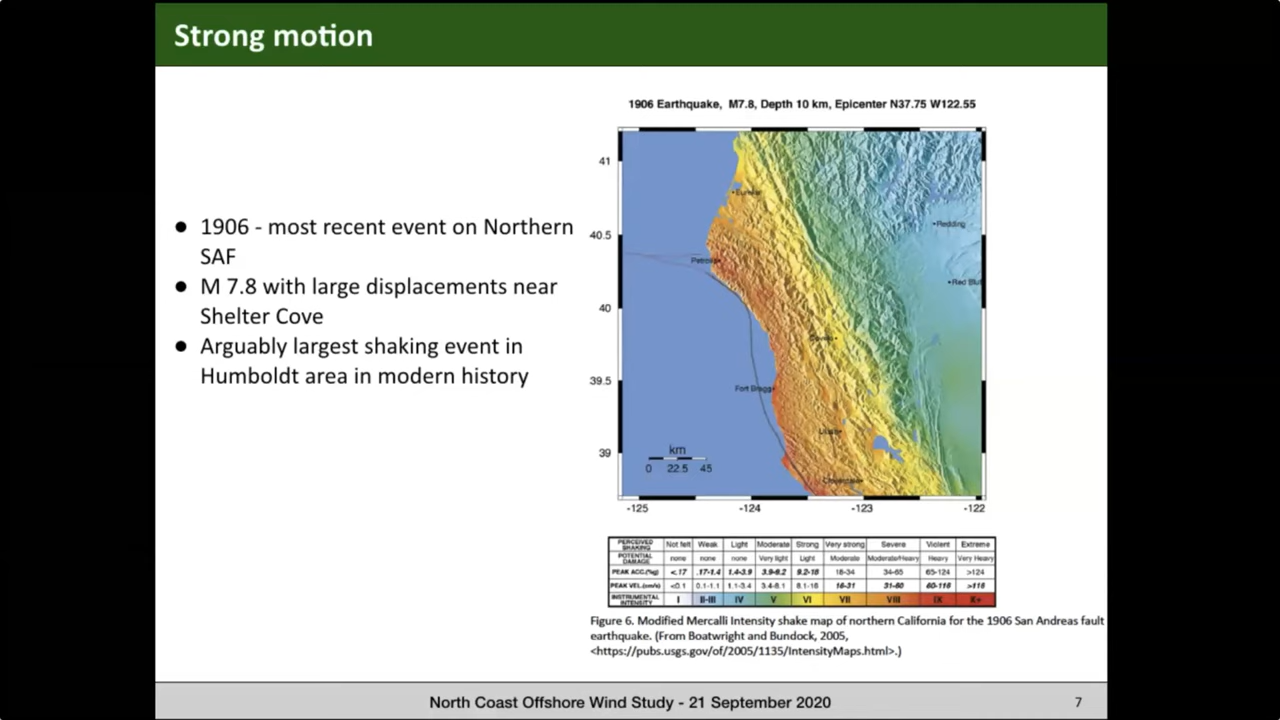 Strong motion
● 1906 - most recent event on Northern
SAF
● M 7.8 with large displacements near
Shelter Cove
● Arguably largest shaking event in
Humboldt area in modern history
1906 Earthquake, M7.8, Depth 10 km, Epicenter N37.75 W122.55
41
40.5
40
39.5
39
-125 -124 -123 -122
Eureka
Redding
Petrolia
Red Bluff
Covelo
Fort Bragg
Ukiah
Cloverdale
km
0 22.5 45
PERCEIVED SHAKING Not felt Weak Light Moderate Strong Very strong Severe Violent Extreme
POTENTIAL DAMAGE none none none Very light Light Moderate Moderate/Heavy Heavy Very Heavy
PEAK ACC.(%g) <.17 .17-1.4 1.4-3.9 3.9-9.2 9.2-18 18-34 34-65 65-124 >124
PEAK VEL.(cm/s) <0.1 0.1-1.1 1.1-3.4 3.4-8.1 8.1-16 16-31 31-60 60-116 >116
INSTRUMENTAL INTENSITY I II-III IV V VI VII VIII IX X+
Figure 6. Modified Mercalli Intensity shake map of northern California for the 1906 San Andreas fault
earthquake. (From Boatwright and Bundock, 2005,
<https://pubs.usgs.gov/of/2005/1135/IntensityMaps.html>.)
North Coast Offshore Wind Study - 21 September 2020
7